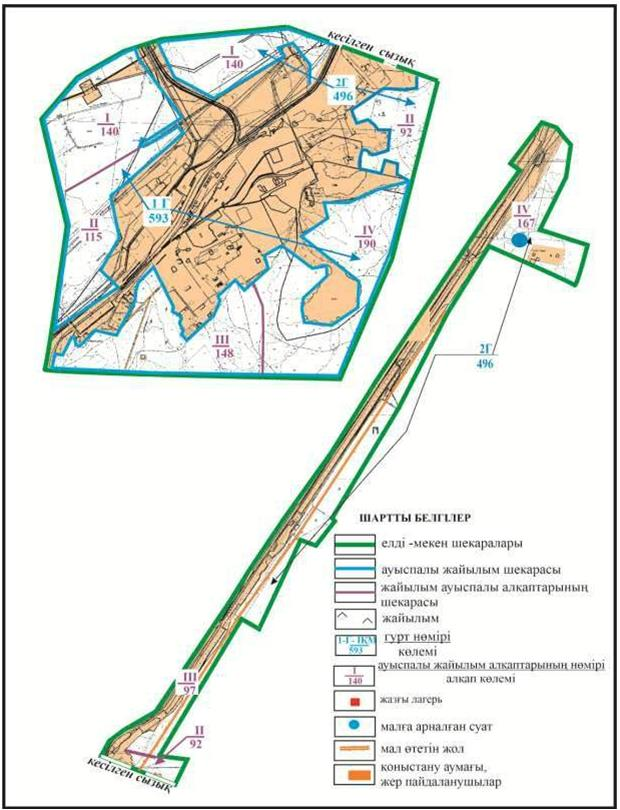 кесілген сызық
I
140
2Г
496
I
140
II
92
1 Г
593
II
115
IV
190
IV
167
III
148
2Г
496
ШАРТТЫ БЕЛГІЛЕР
елді -мекен шекаралары
ауыспалы жайылым шекарасы
жайылым ауыспалы алқаптарының
шекарасы
жайылым
1-Г - ІҚМ
593
гурт нөмірі
көлемі
I
140
ауыспалы жайылым алқаптарының нөмірі
алқап көлемі
жазғы лагерь
малға арналған суат
мал өтетін жол
қоныстану аумағы,
жер пайдаланушылар
III
97
II
92
кесілген сызық